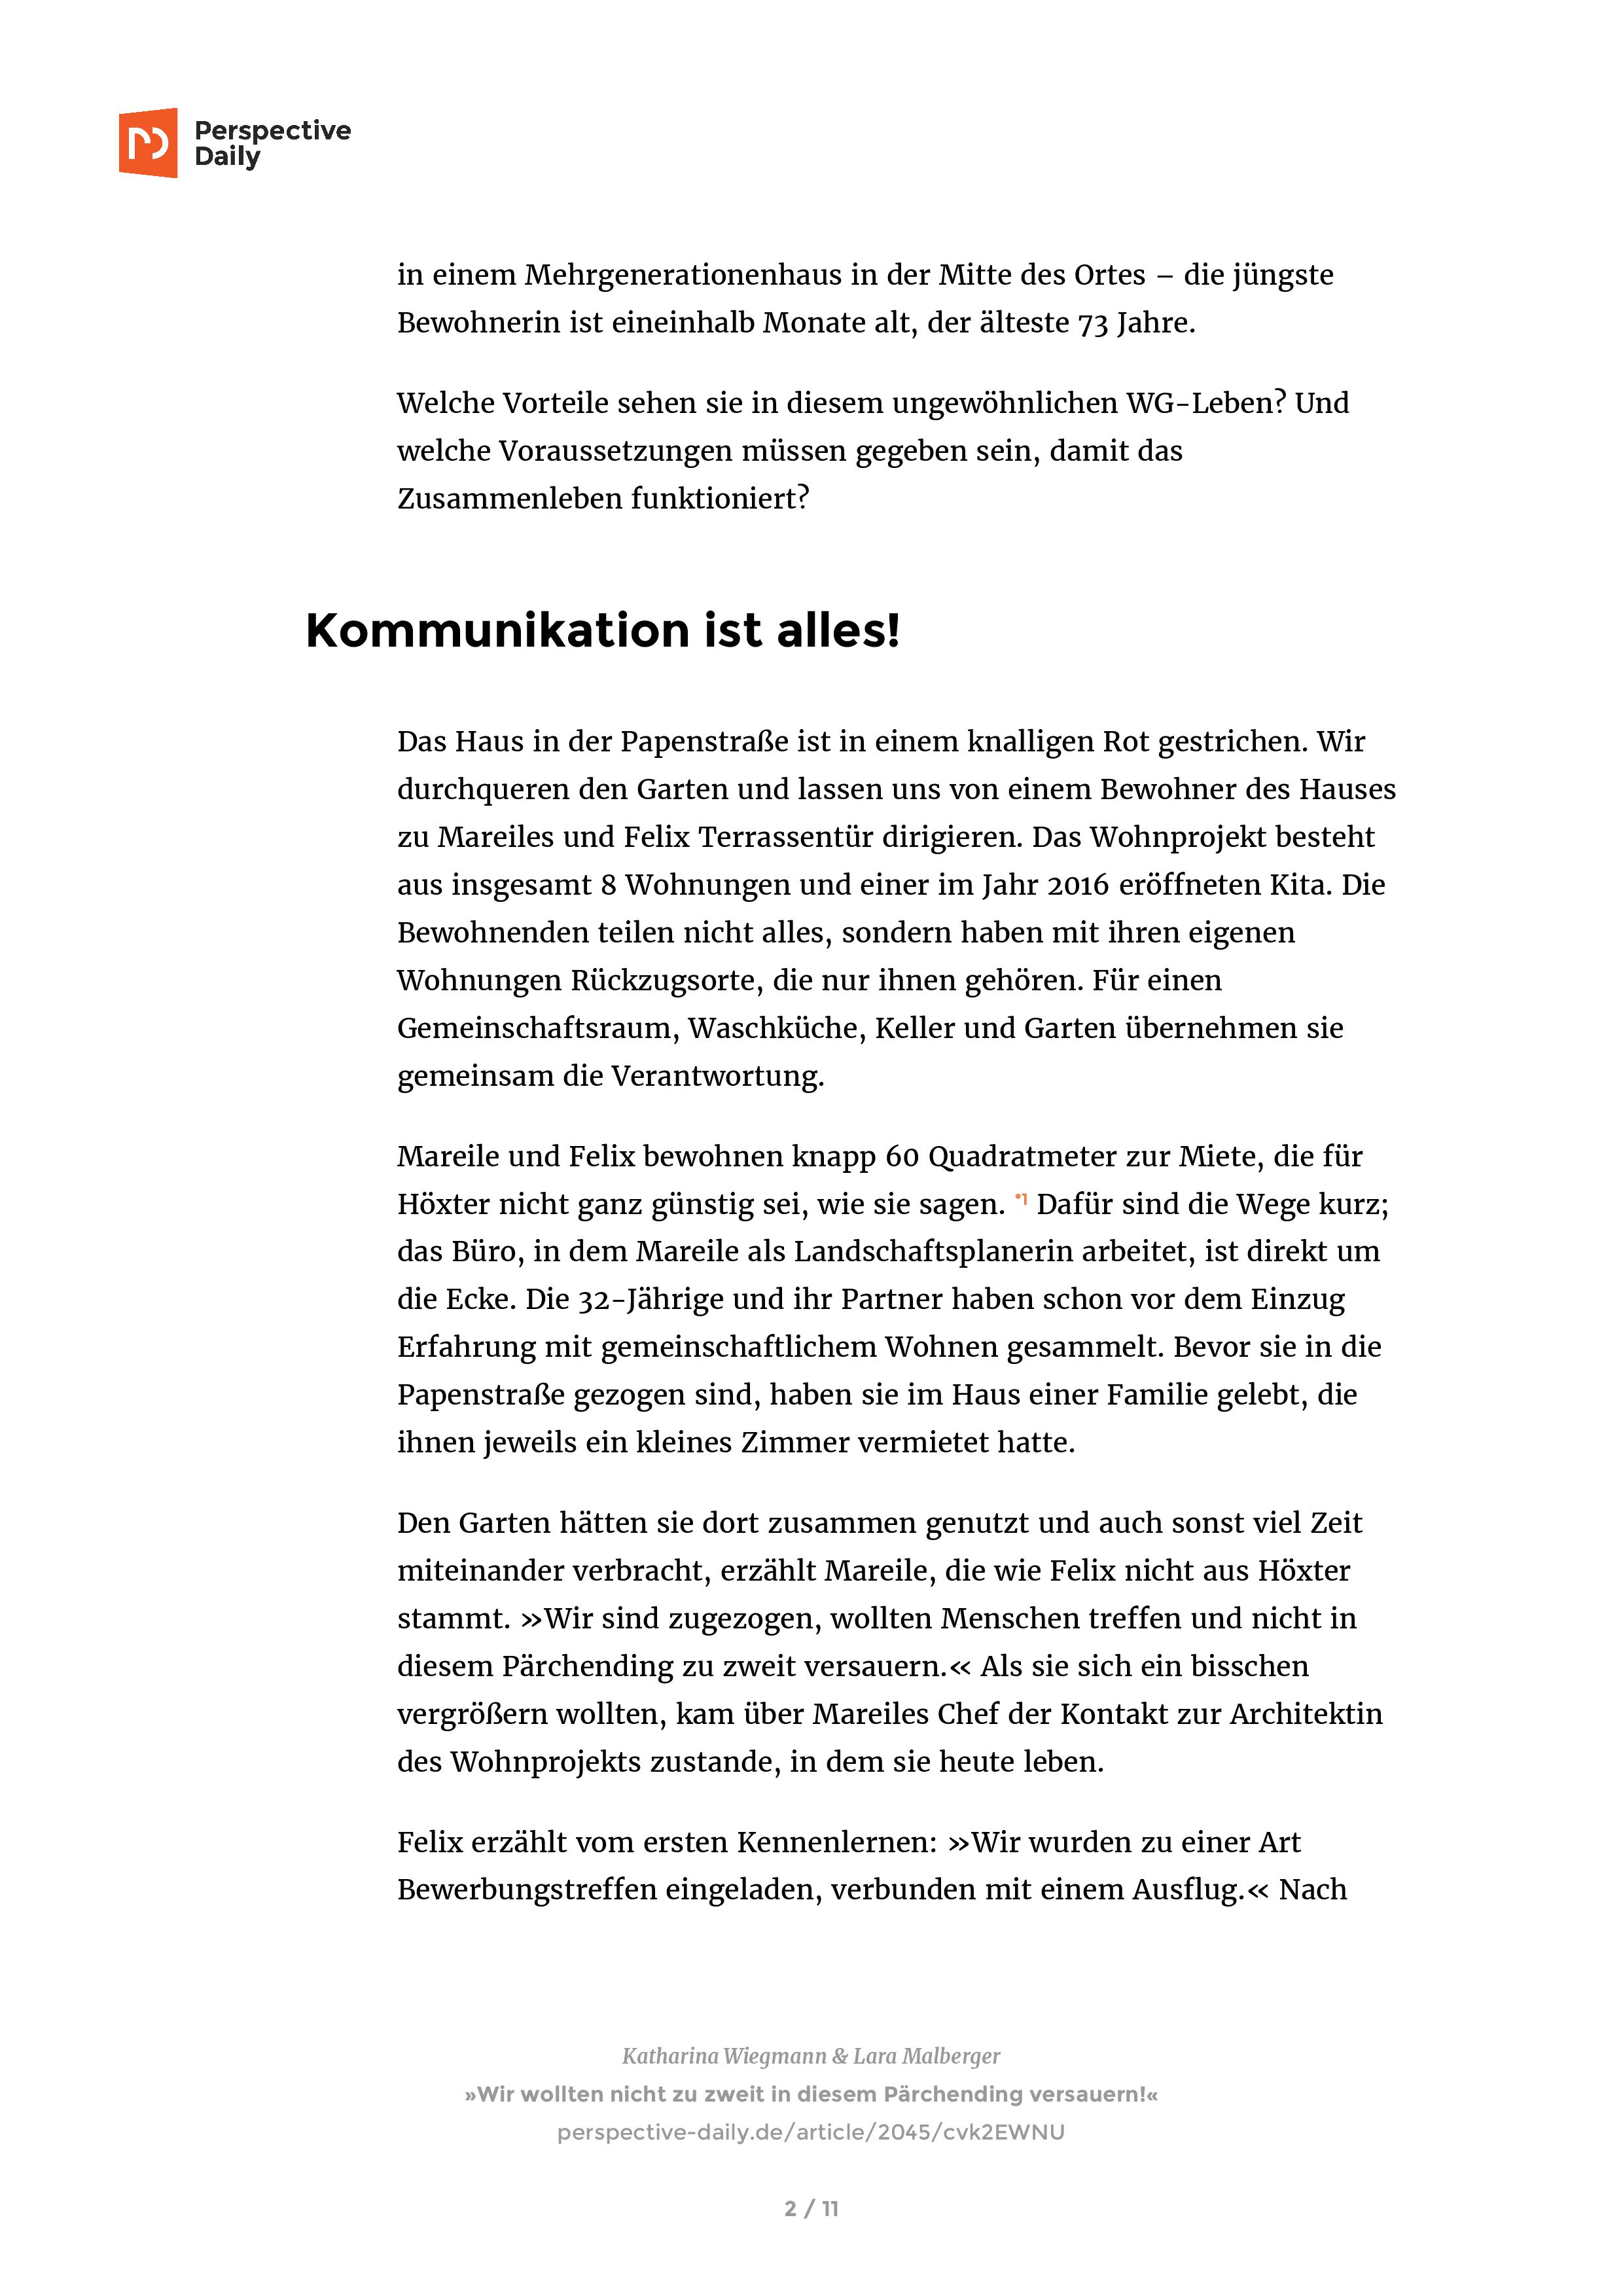 Perspective
Daily
in einem Mehrgenerationenhaus in der Mitte des Ortes – die jüngste
Bewohnerin ist eineinhalb Monate alt, der älteste 73 Jahre.
Welche Vorteile sehen sie in diesem ungewöhnlichen WG-Leben? Und
welche Voraussetzungen müssen gegeben sein, damit das
Zusammenleben funktioniert?
Kommunikation ist alles!
Das Haus in der Papenstraße ist in einem knalligen Rot gestrichen. Wir
durchqueren den Garten und lassen uns von einem Bewohner des Hauses
zu Mareiles und Felix Terrassentür dirigieren. Das Wohnprojekt besteht
aus insgesamt 8 Wohnungen und einer im Jahr 2016 eröffneten Kita. Die
Bewohnenden teilen nicht alles, sondern haben mit ihren eigenen
Wohnungen Rückzugsorte, die nur ihnen gehören. Für einen
Gemeinschaftsraum, Waschküche, Keller und Garten übernehmen sie
gemeinsam die Verantwortung.
Mareile und Felix bewohnen knapp 60 Quadratmeter zur Miete, die für
Höxter nicht ganz günstig sei, wie sie sagen. *1 Dafür sind die Wege kurz;
das Büro, in dem Mareile als Landschaftsplanerin arbeitet, ist direkt um
die Ecke. Die 32-Jährige und ihr Partner haben schon vor dem Einzug
Erfahrung mit gemeinschaftlichem Wohnen gesammelt. Bevor sie in die
Papenstraße gezogen sind, haben sie im Haus einer Familie gelebt, die
ihnen jeweils ein kleines Zimmer vermietet hatte.
Den Garten hätten sie dort zusammen genutzt und auch sonst viel Zeit
miteinander verbracht, erzählt Mareile, die wie Felix nicht aus Höxter
stammt. »Wir sind zugezogen, wollten Menschen treffen und nicht in
diesem Pärchending zu zweit versauern.« Als sie sich ein bisschen
vergrößern wollten, kam über Mareiles Chef der Kontakt zur Architektin
des Wohnprojekts zustande, in dem sie heute leben.
Felix erzählt vom ersten Kennenlernen: »Wir wurden zu einer Art
Bewerbungstreffen eingeladen, verbunden mit einem Ausflug.« Nach
Katharina Wiegmann & Lara Malberger
»Wir wollten nicht zu zweit in diesem Pärchending versauern!«
perspective-daily.de/article/2045/cvk2EWNU
2 / 11